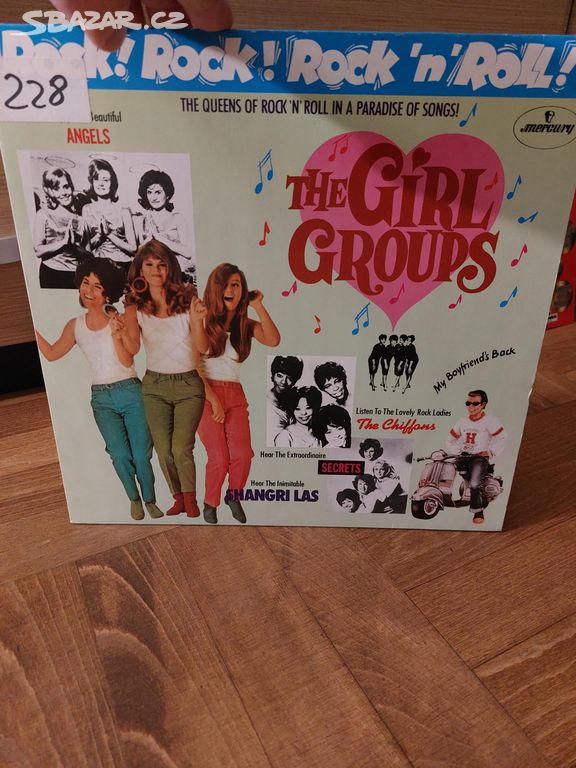 SBAZAR.CZ
Rock! Rock! Rock 'n' Roll!
228
THE QUEENS OF ROCK 'N' ROLL IN A PARADISE OF SONGS!
mercury
Beautiful
ANGELS
THE GIRL
GROUPS
My Boyfriend's Back
Listen To The Lovely Rock Ladies
The Chiffons
Hear The Extraordinaire
SECRETS
Hear The Inimitable
SHANGRI LAS
H